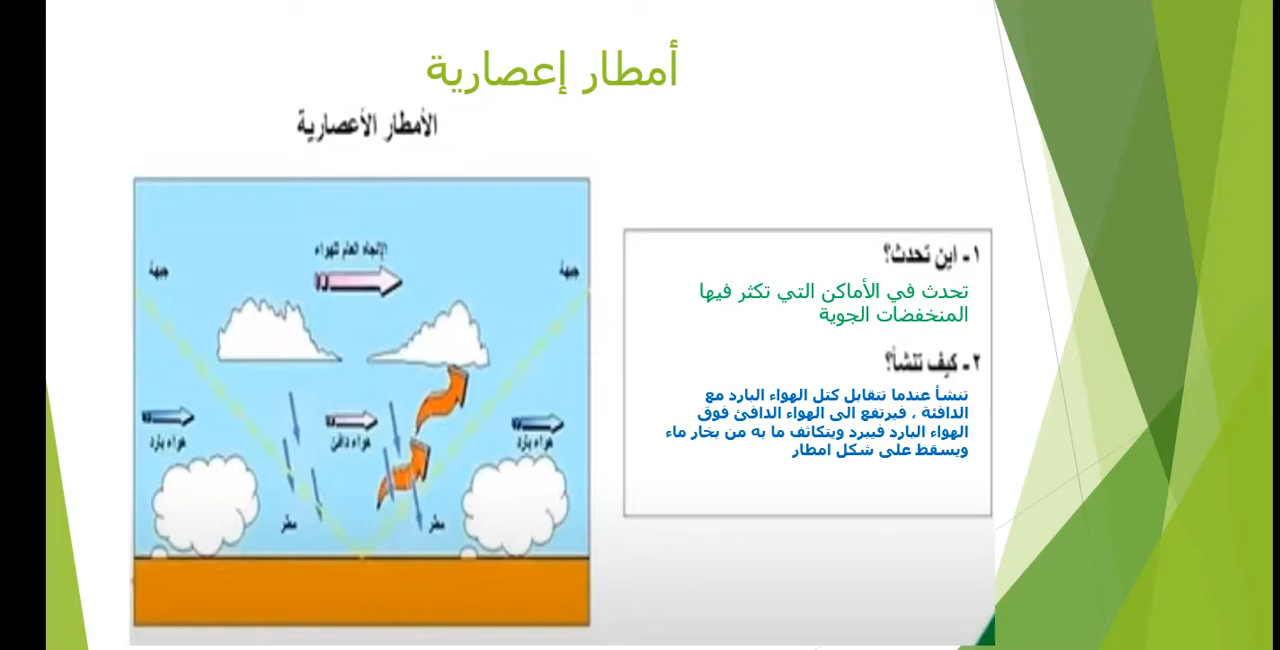 أمطار إعصارية
الأمطار الأعصارية
الإتجاه العام للهواء
جبهة
جبهة
هواء بارد
هواء دافئ
هواء بارد
مطر
مطر
١- اين تحدث؟
تحدث في الأماكن التي تكثر فيها
المنخفضات الجوية
٢- كيف تنشأ؟
تنشأ عندما تتقابل كتل الهواء البارد مع
الدافئة ، فيرتفع الى الهواء الدافئ فوق
الهواء البارد فيبرد ويتكاثف ما به من بخار ماء
ويسقط على شكل امطار